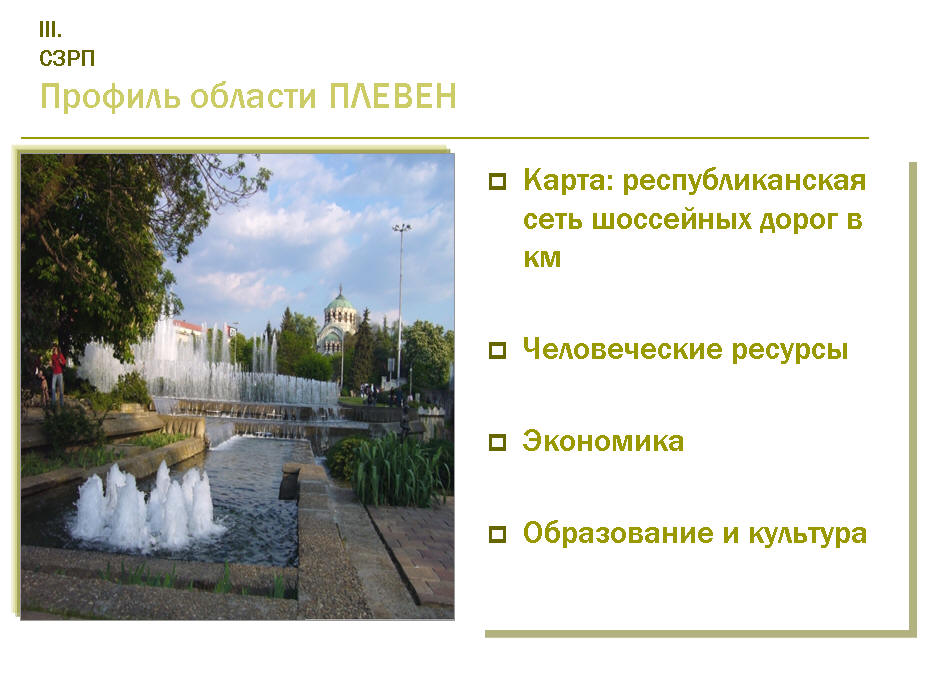 III.
СЗРП
Профиль области ПЛЕВЕН
Карта: республиканская
сеть шоссейных дорог в
км
Человеческие ресурсы
Экономика
Образование и культура